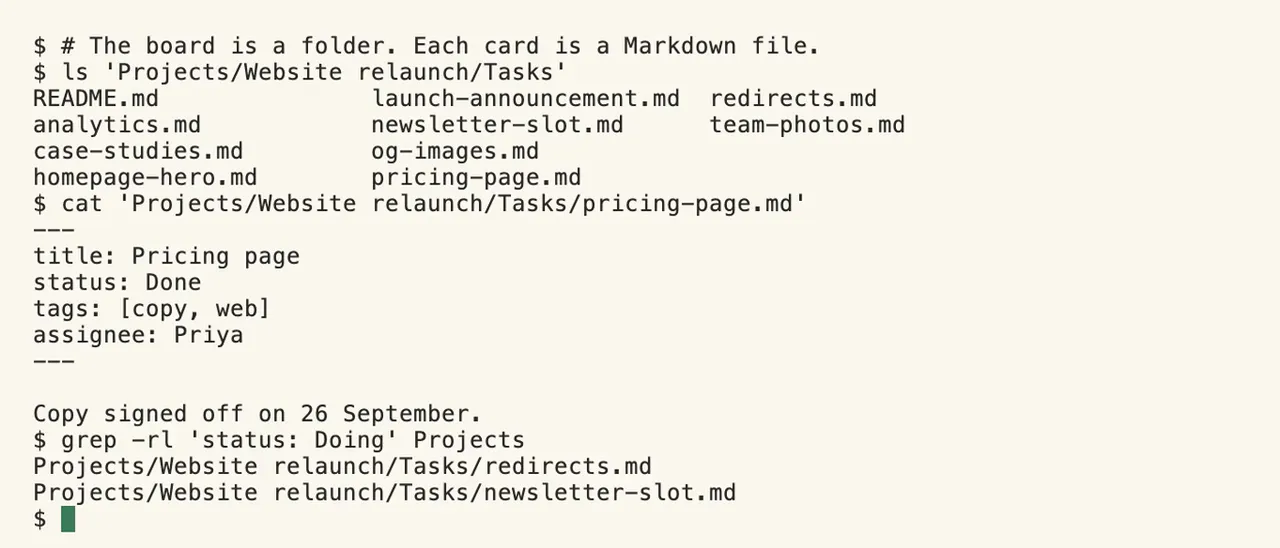 $ # The board is a folder. Each card is a Markdown file.
$ ls 'Projects/Website relaunch/Tasks'
README.md               launch-announcement.md  redirects.md
analytics.md            newsletter-slot.md      team-photos.md
case-studies.md         og-images.md
homepage-hero.md        pricing-page.md
$ cat 'Projects/Website relaunch/Tasks/pricing-page.md'
---
title: Pricing page
status: Done
tags: [copy, web]
assignee: Priya
---

Copy signed off on 26 September.
$ grep -rl 'status: Doing' Projects
Projects/Website relaunch/Tasks/redirects.md
Projects/Website relaunch/Tasks/newsletter-slot.md
$